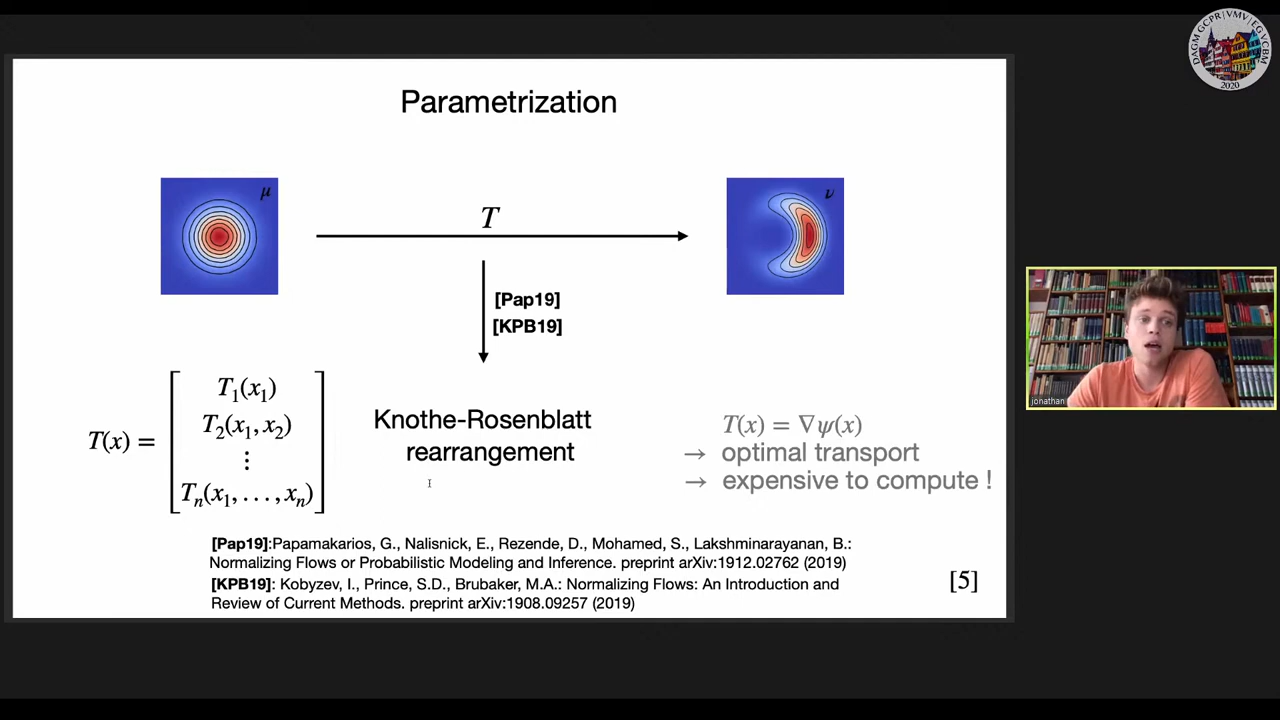 DAGM GCPR | VMV | EG VCBM
2020
Parametrization
μ
T
ν
[Pap19]
[KPB19]
T(x) =
T₁(x₁)
T₂(x₁, x₂)
⋮
Tₙ(x₁, . . . , xₙ)
Knothe-Rosenblatt
rearrangement
T(x) = ∇ψ(x)
→ optimal transport
→ expensive to compute !
[Pap19]:Papamakarios, G., Nalisnick, E., Rezende, D., Mohamed, S., Lakshminarayanan, B.:
Normalizing Flows or Probabilistic Modeling and Inference. preprint arXiv:1912.02762 (2019)
[KPB19]: Kobyzev, I., Prince, S.D., Brubaker, M.A.: Normalizing Flows: An Introduction and
Review of Current Methods. preprint arXiv:1908.09257 (2019)
[5]
jonathan